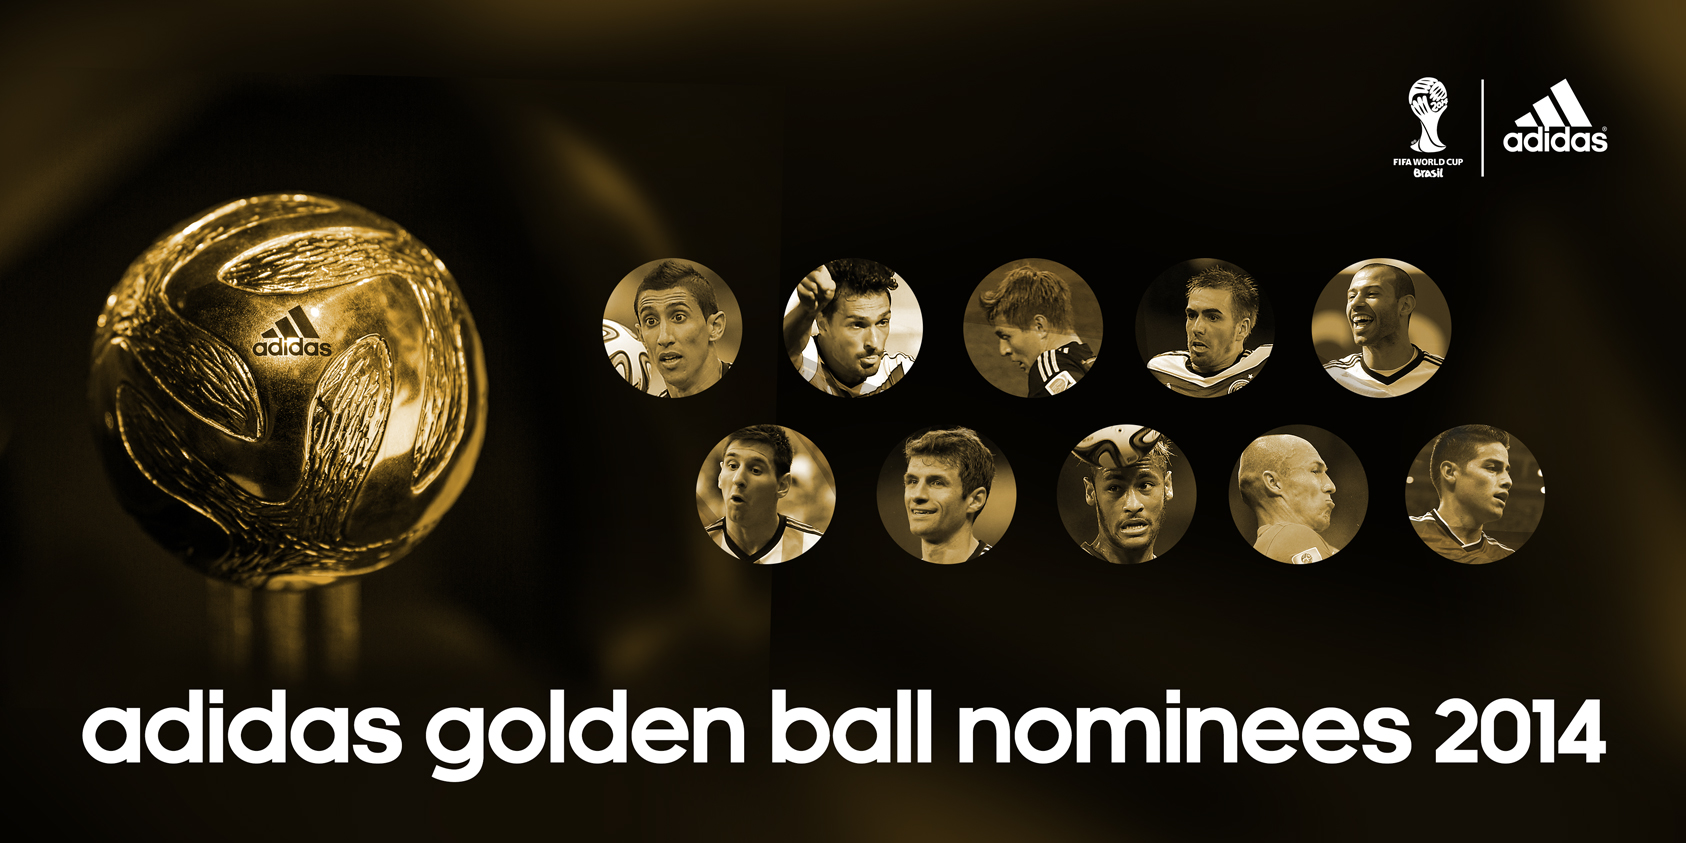 FIFA WORLD CUP
Brasil
adidas
adidas
adidas golden ball nominees 2014